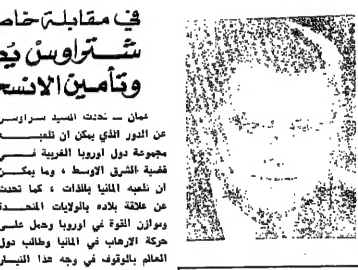 في مقابلة خاصة
شتراوس
وتأمين الانسح
عمان — تحدث السيد شتراوس
عن الدور الذي يمكن ان تلعبه
مجموعة دول اوروبا الغربية في
قضية الشرق الاوسط ، وما يمكن
ان تلعبه المانيا بالذات ، كما تحدث
عن علاقة بلاده بالولايات المتحدة
وموازن القوة في اوروبا وحمل على
حركة الارهاب في المانيا وطالب دول
العالم بالوقوف في وجه هذا التيار